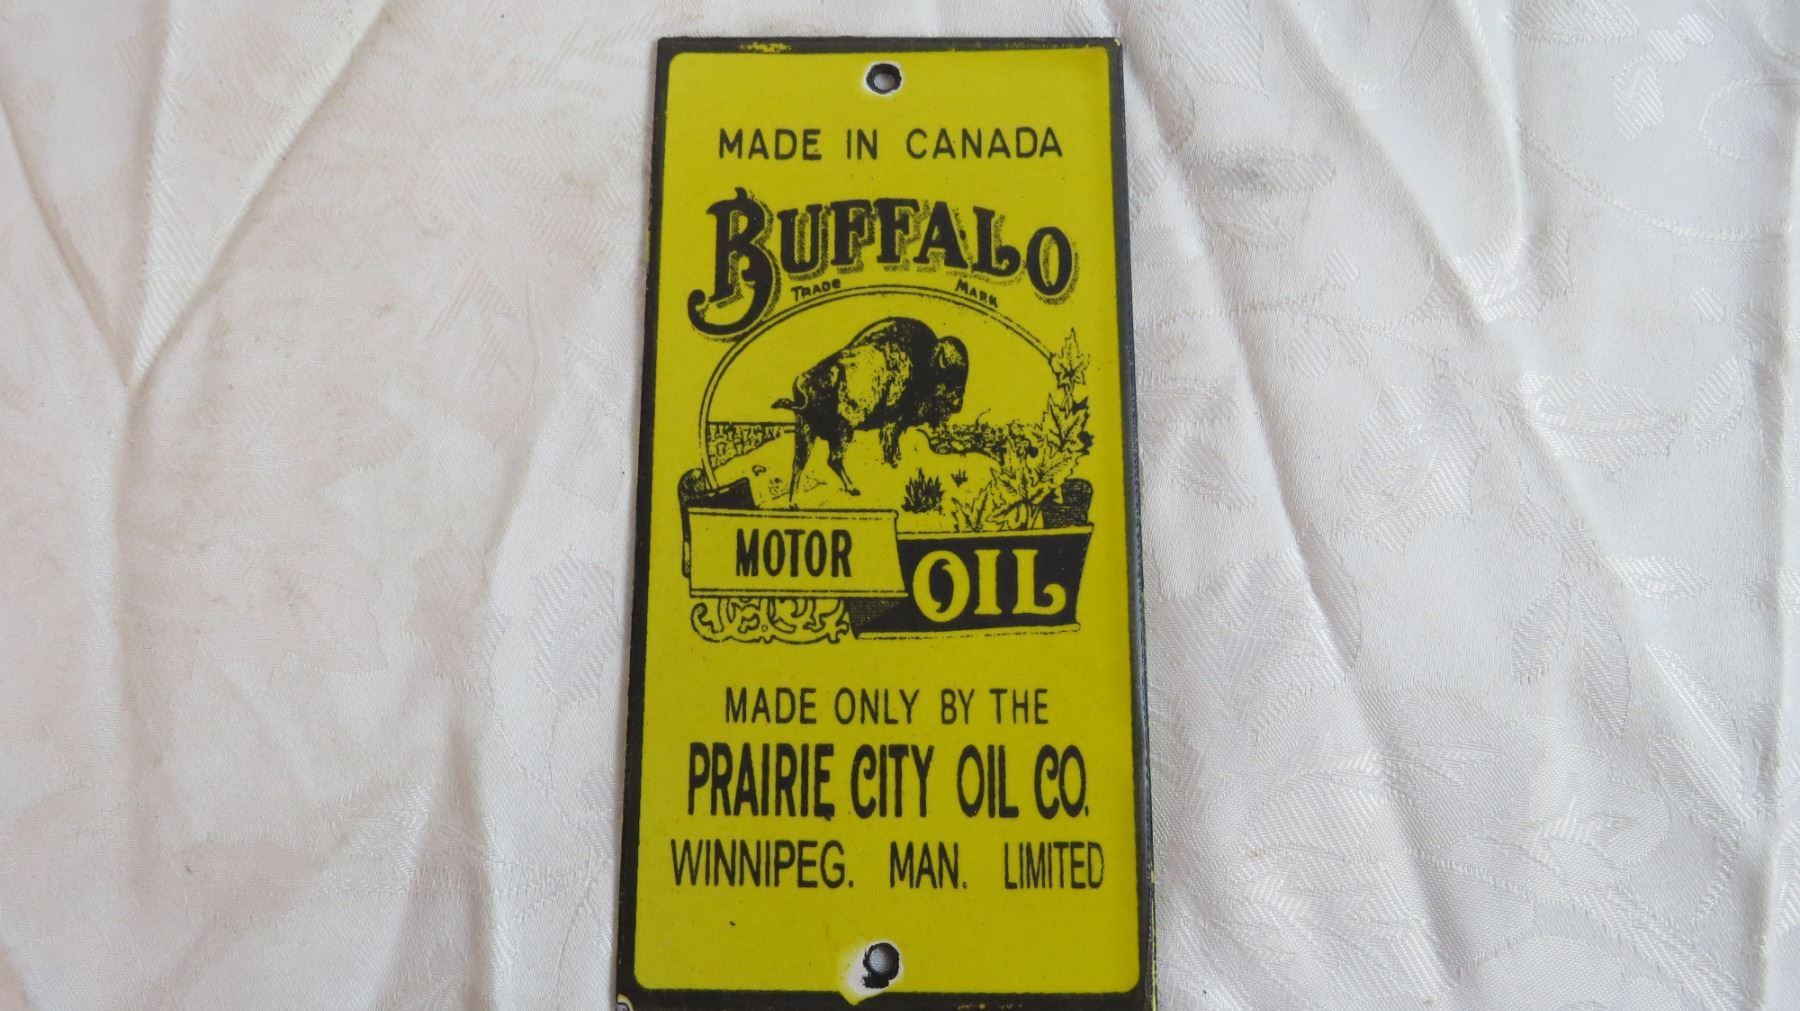 MADE IN CANADA
BUFFALO
TRADE MARK
MOTOR OIL
MADE ONLY BY THE
PRAIRIE CITY OIL CO.
WINNIPEG. MAN. LIMITED